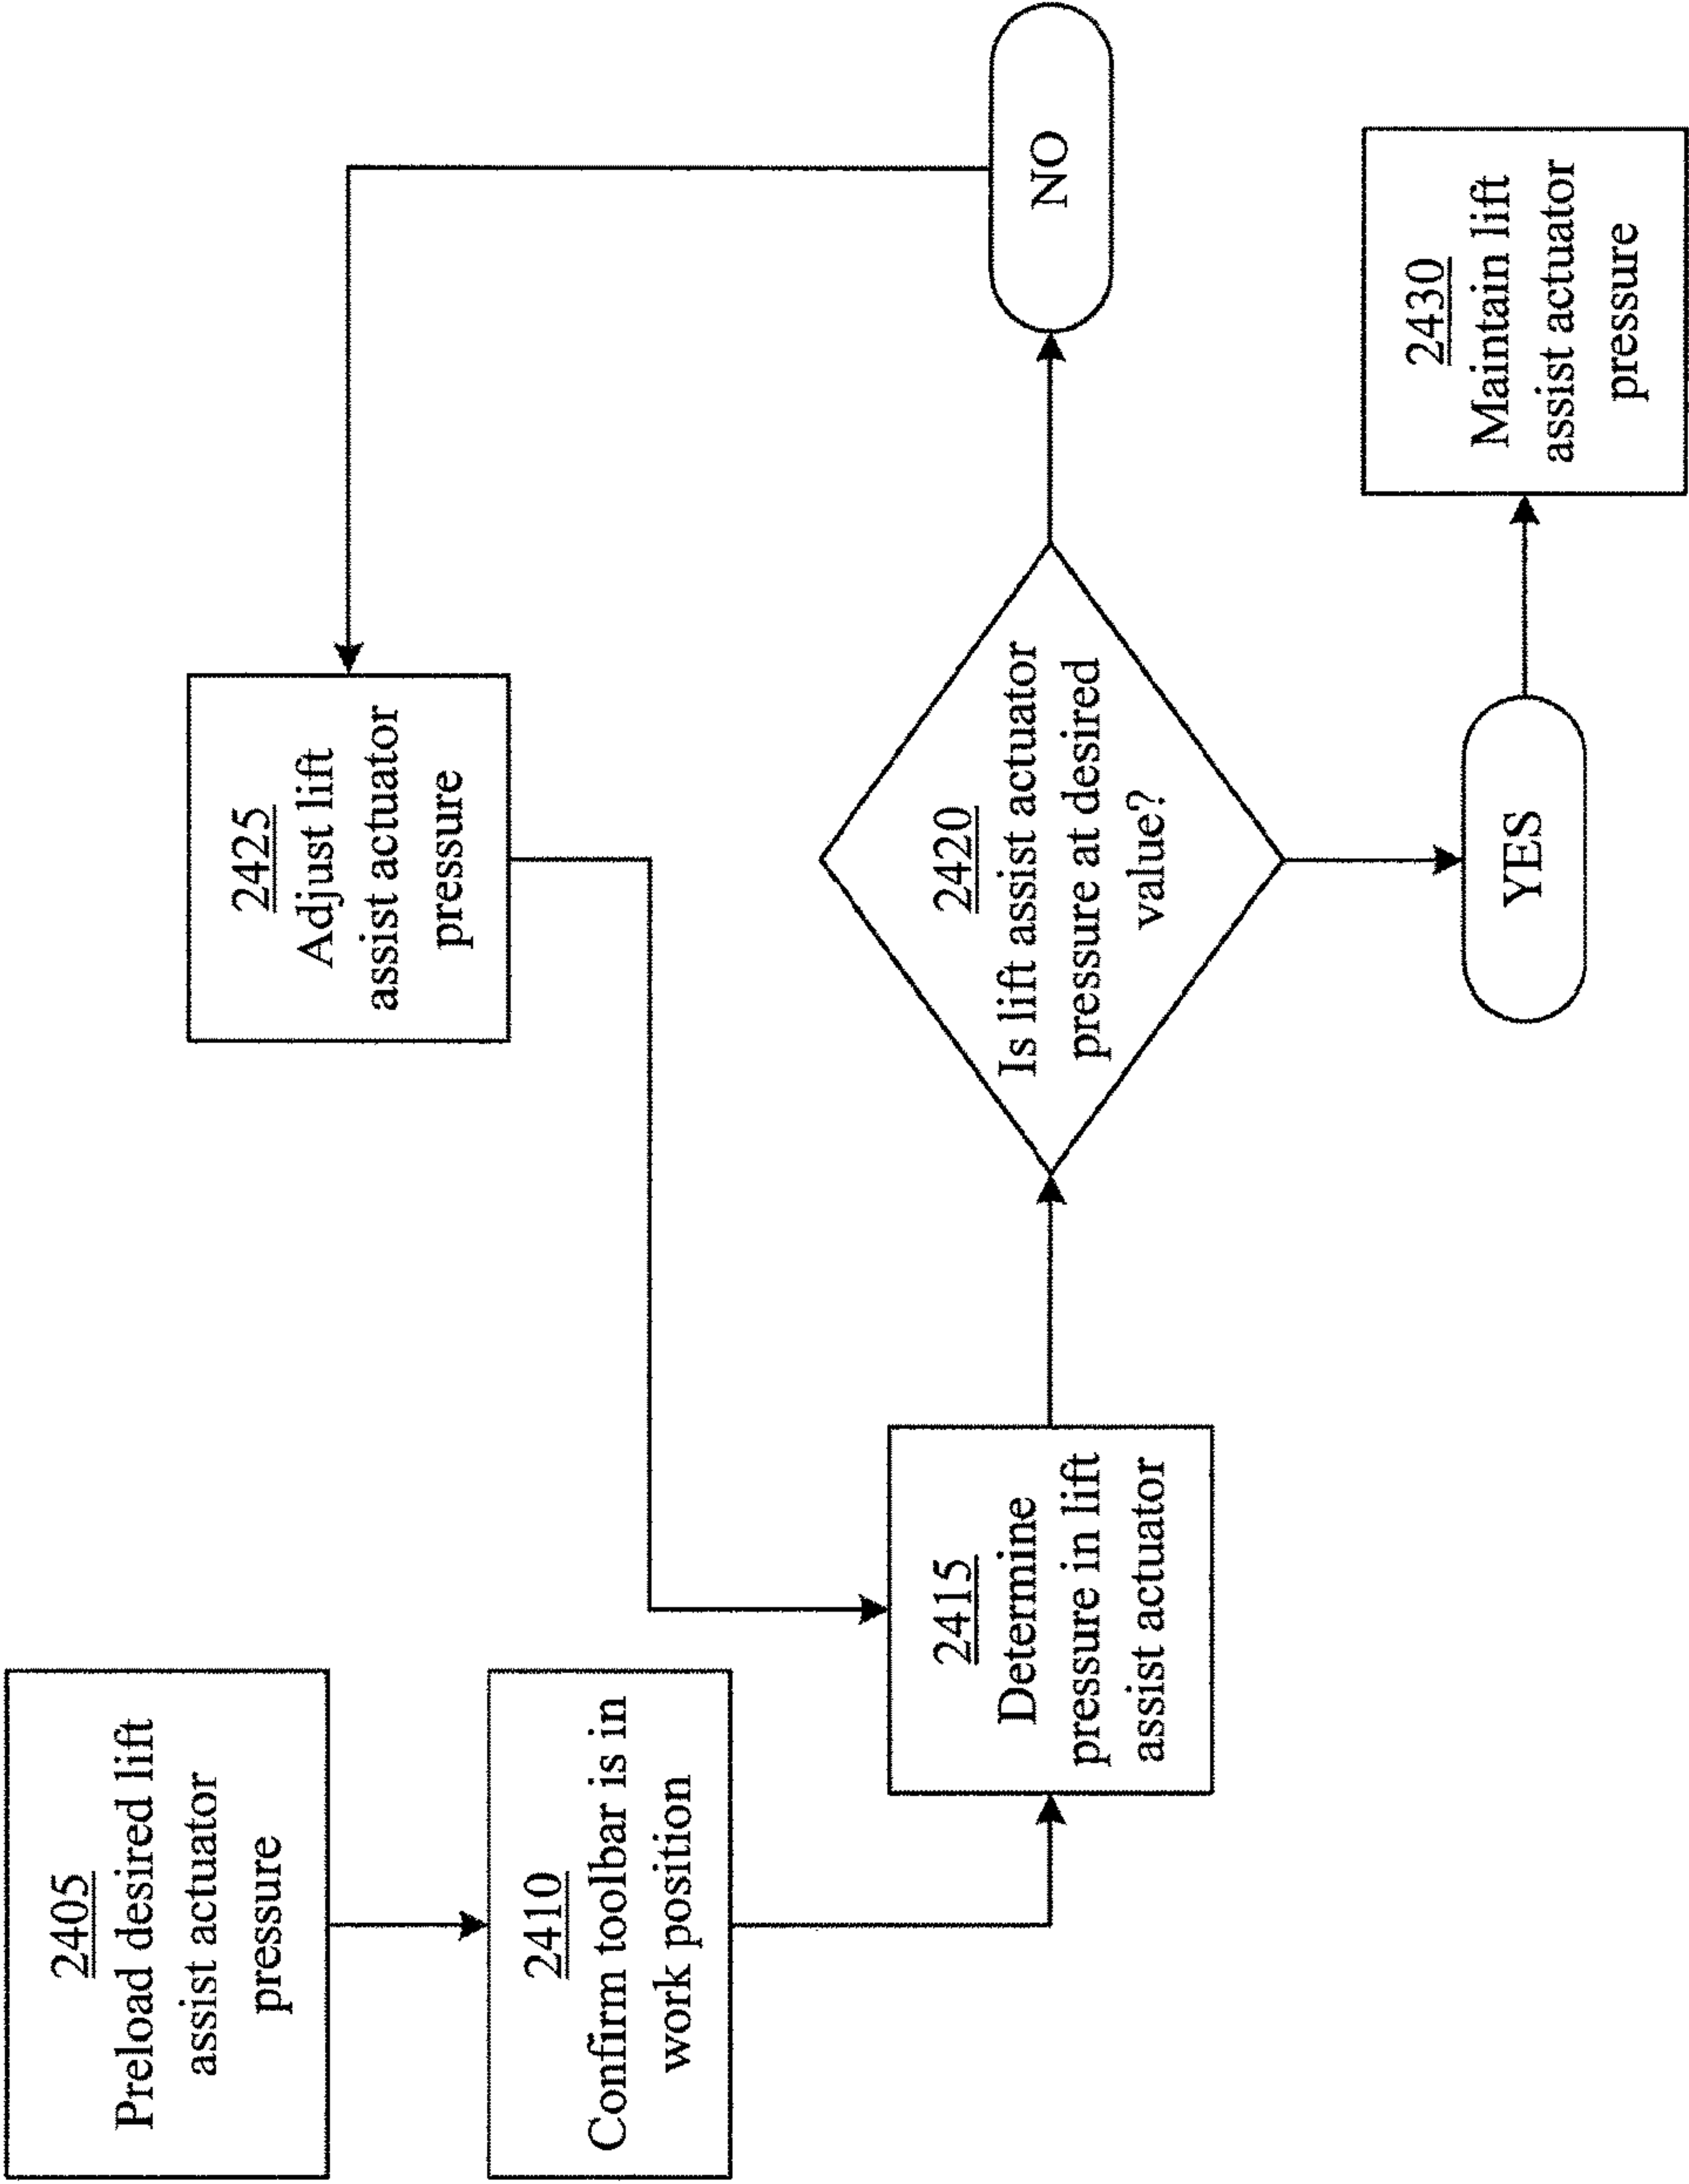 2405
Preload desired lift
assist actuator
pressure
2410
Confirm toolbar is in
work position
2415
Determine
pressure in lift
assist actuator
2420
Is lift assist actuator
pressure at desired
value?
NO
2425
Adjust lift
assist actuator
pressure
YES
2430
Maintain lift
assist actuator
pressure